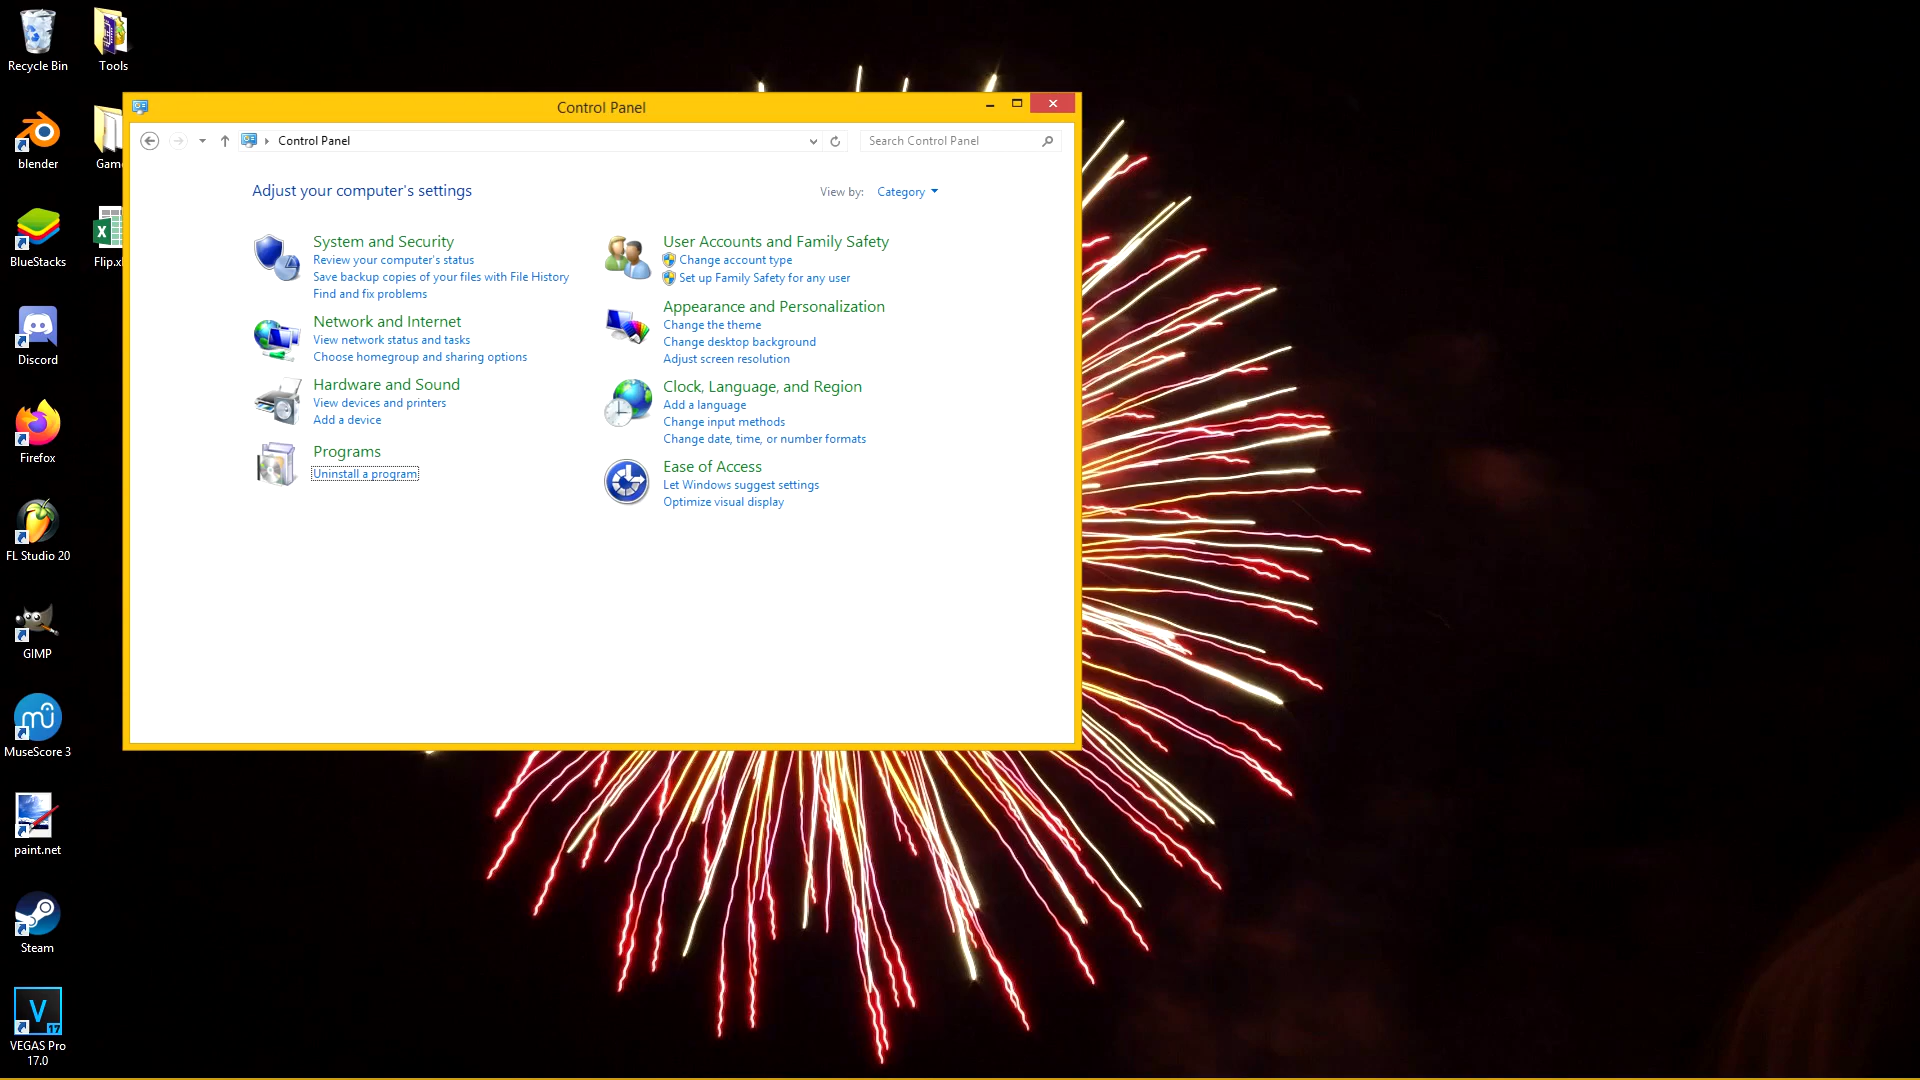 Recycle Bin
Tools
blender
Gam
BlueStacks
Flip.x
Discord
Firefox
FL Studio 20
GIMP
MuseScore 3
paint.net
Steam
V
17
VEGAS Pro
17.0
Control Panel
Control Panel
Search Control Panel
Adjust your computer's settings
View by: Category
System and Security
Review your computer's status
Save backup copies of your files with File History
Find and fix problems
Network and Internet
View network status and tasks
Choose homegroup and sharing options
Hardware and Sound
View devices and printers
Add a device
Programs
Uninstall a program
User Accounts and Family Safety
Change account type
Set up Family Safety for any user
Appearance and Personalization
Change the theme
Change desktop background
Adjust screen resolution
Clock, Language, and Region
Add a language
Change input methods
Change date, time, or number formats
Ease of Access
Let Windows suggest settings
Optimize visual display